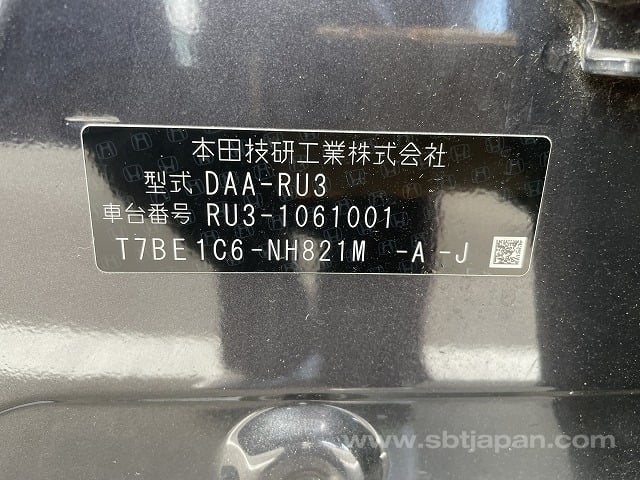 本田技研工業株式会社
型式 DAA-RU3
車台番号 RU3-1061001
T7BE1C6-NH821M -A-J
www.sbtjapan.com